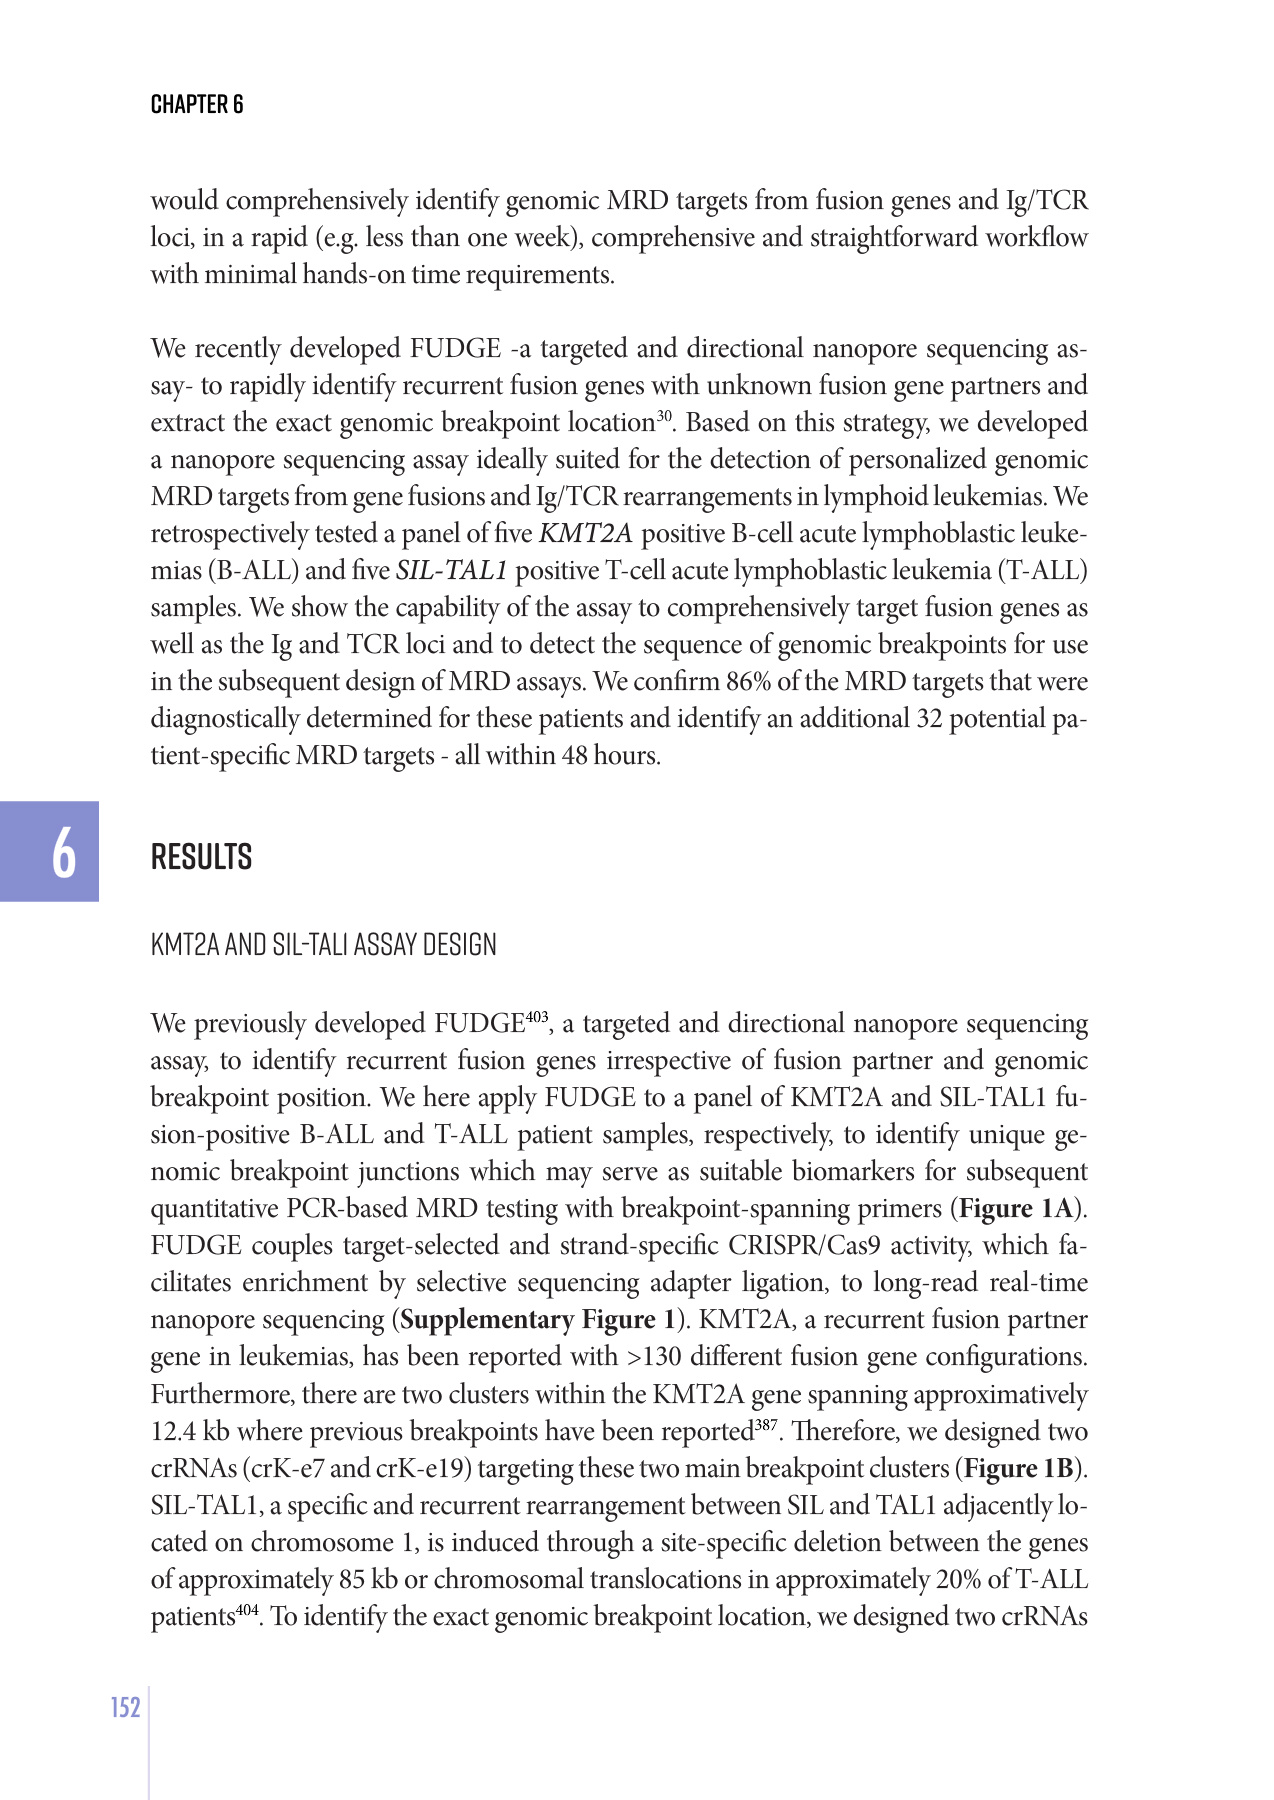 CHAPTER 6
would comprehensively identify genomic MRD targets from fusion genes and Ig/TCR
loci, in a rapid (e.g. less than one week), comprehensive and straightforward workflow
with minimal hands-on time requirements.
We recently developed FUDGE -a targeted and directional nanopore sequencing as-
say- to rapidly identify recurrent fusion genes with unknown fusion gene partners and
extract the exact genomic breakpoint location30. Based on this strategy, we developed
a nanopore sequencing assay ideally suited for the detection of personalized genomic
MRD targets from gene fusions and Ig/TCR rearrangements in lymphoid leukemias. We
retrospectively tested a panel of five KMT2A positive B-cell acute lymphoblastic leuke-
mias (B-ALL) and five SIL-TAL1 positive T-cell acute lymphoblastic leukemia (T-ALL)
samples. We show the capability of the assay to comprehensively target fusion genes as
well as the Ig and TCR loci and to detect the sequence of genomic breakpoints for use
in the subsequent design of MRD assays. We confirm 86% of the MRD targets that were
diagnostically determined for these patients and identify an additional 32 potential pa-
tient-specific MRD targets - all within 48 hours.
6
RESULTS
KMT2A AND SIL-TAL1 ASSAY DESIGN
We previously developed FUDGE403, a targeted and directional nanopore sequencing
assay, to identify recurrent fusion genes irrespective of fusion partner and genomic
breakpoint position. We here apply FUDGE to a panel of KMT2A and SIL-TAL1 fu-
sion-positive B-ALL and T-ALL patient samples, respectively, to identify unique ge-
nomic breakpoint junctions which may serve as suitable biomarkers for subsequent
quantitative PCR-based MRD testing with breakpoint-spanning primers (Figure 1A).
FUDGE couples target-selected and strand-specific CRISPR/Cas9 activity, which fa-
cilitates enrichment by selective sequencing adapter ligation, to long-read real-time
nanopore sequencing (Supplementary Figure 1). KMT2A, a recurrent fusion partner
gene in leukemias, has been reported with >130 different fusion gene configurations.
Furthermore, there are two clusters within the KMT2A gene spanning approximatively
12.4 kb where previous breakpoints have been reported387. Therefore, we designed two
crRNAs (crK-e7 and crK-e19) targeting these two main breakpoint clusters (Figure 1B).
SIL-TAL1, a specific and recurrent rearrangement between SIL and TAL1 adjacently lo-
cated on chromosome 1, is induced through a site-specific deletion between the genes
of approximately 85 kb or chromosomal translocations in approximately 20% of T-ALL
patients404. To identify the exact genomic breakpoint location, we designed two crRNAs
152